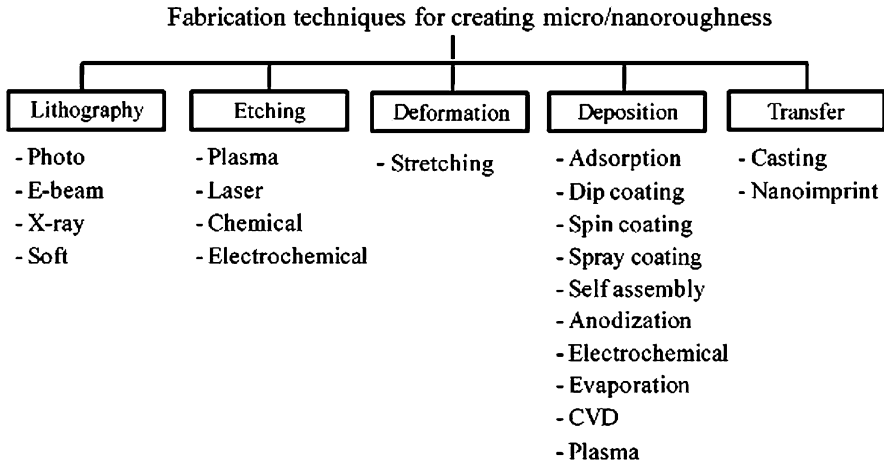 Fabrication techniques for creating micro/nanoroughness
Lithography
- Photo
- E-beam
- X-ray
- Soft
Etching
- Plasma
- Laser
- Chemical
- Electrochemical
Deformation
- Stretching
Deposition
- Adsorption
- Dip coating
- Spin coating
- Spray coating
- Self assembly
- Anodization
- Electrochemical
- Evaporation
- CVD
- Plasma
Transfer
- Casting
- Nanoimprint